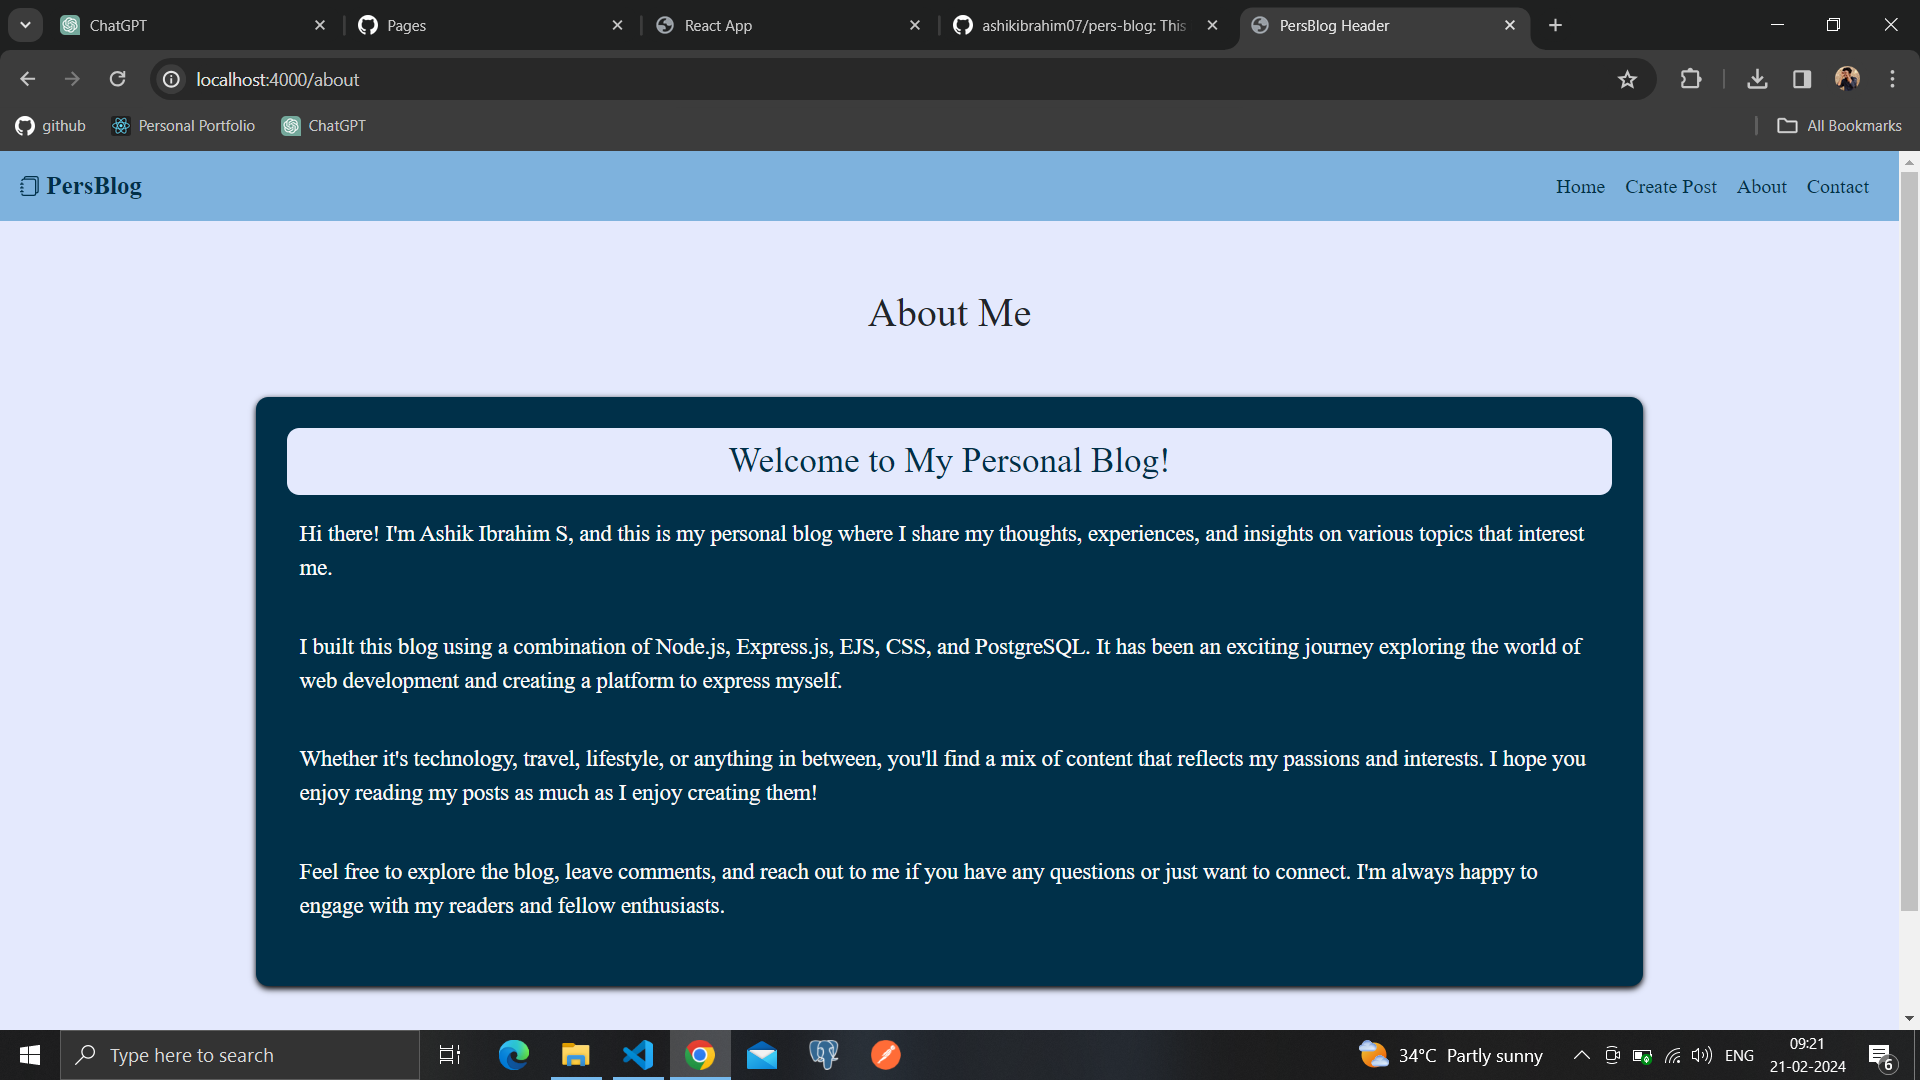 ChatGPT
Pages
React App
ashikibrahim07/pers-blog: This
PersBlog Header
localhost:4000/about
github
Personal Portfolio
ChatGPT
All Bookmarks
PersBlog
Home
Create Post
About
Contact
About Me
Welcome to My Personal Blog!
Hi there! I'm Ashik Ibrahim S, and this is my personal blog where I share my thoughts, experiences, and insights on various topics that interest
me.
I built this blog using a combination of Node.js, Express.js, EJS, CSS, and PostgreSQL. It has been an exciting journey exploring the world of
web development and creating a platform to express myself.
Whether it's technology, travel, lifestyle, or anything in between, you'll find a mix of content that reflects my passions and interests. I hope you
enjoy reading my posts as much as I enjoy creating them!
Feel free to explore the blog, leave comments, and reach out to me if you have any questions or just want to connect. I'm always happy to
engage with my readers and fellow enthusiasts.
Type here to search
34°C Partly sunny
ENG
09:21
21-02-2024
6